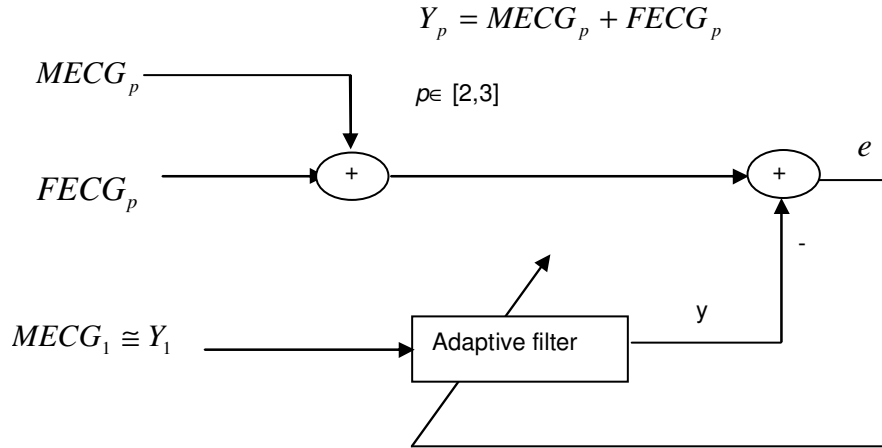 Y_p = MECG_p + FECG_p
MECG_p
p∈ [2,3]
FECG_p
+
+
e
-
MECG_1 ≅ Y_1
Adaptive filter
y